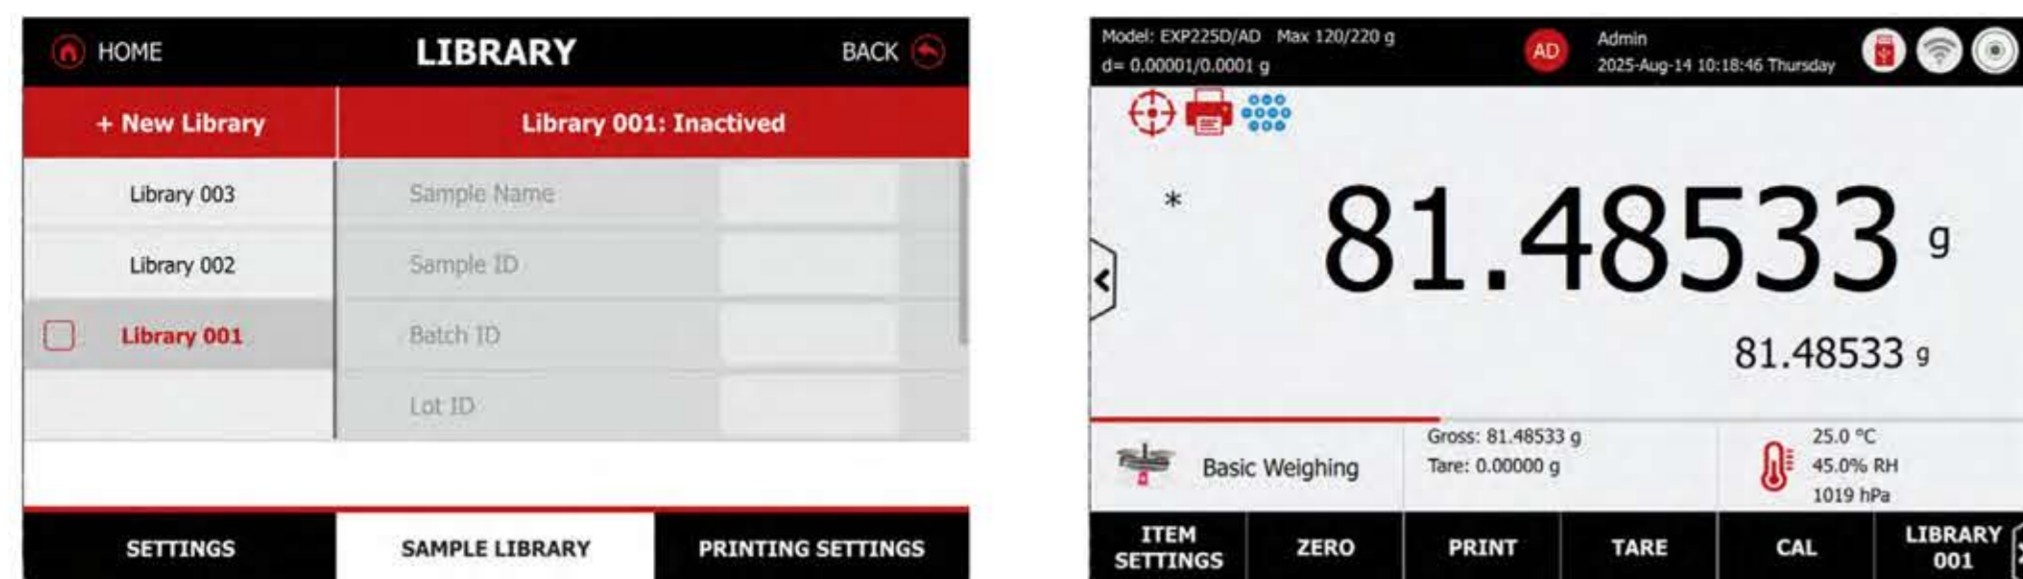 HOME
LIBRARY
BACK
+ New Library
Library 001: Inactived
Library 003
Sample Name
Library 002
Sample ID
Library 001
Batch ID
Lot ID
SETTINGS
SAMPLE LIBRARY
PRINTING SETTINGS
Model: EXP225D/AD Max 120/220 g
d= 0.00001/0.0001 g
AD
Admin
2025-Aug-14 10:18:46 Thursday
*
81.48533 g
81.48533 g
Basic Weighing
Gross: 81.48533 g
Tare: 0.00000 g
25.0 °C
45.0% RH
1019 hPa
ITEM
SETTINGS
ZERO
PRINT
TARE
CAL
LIBRARY
001